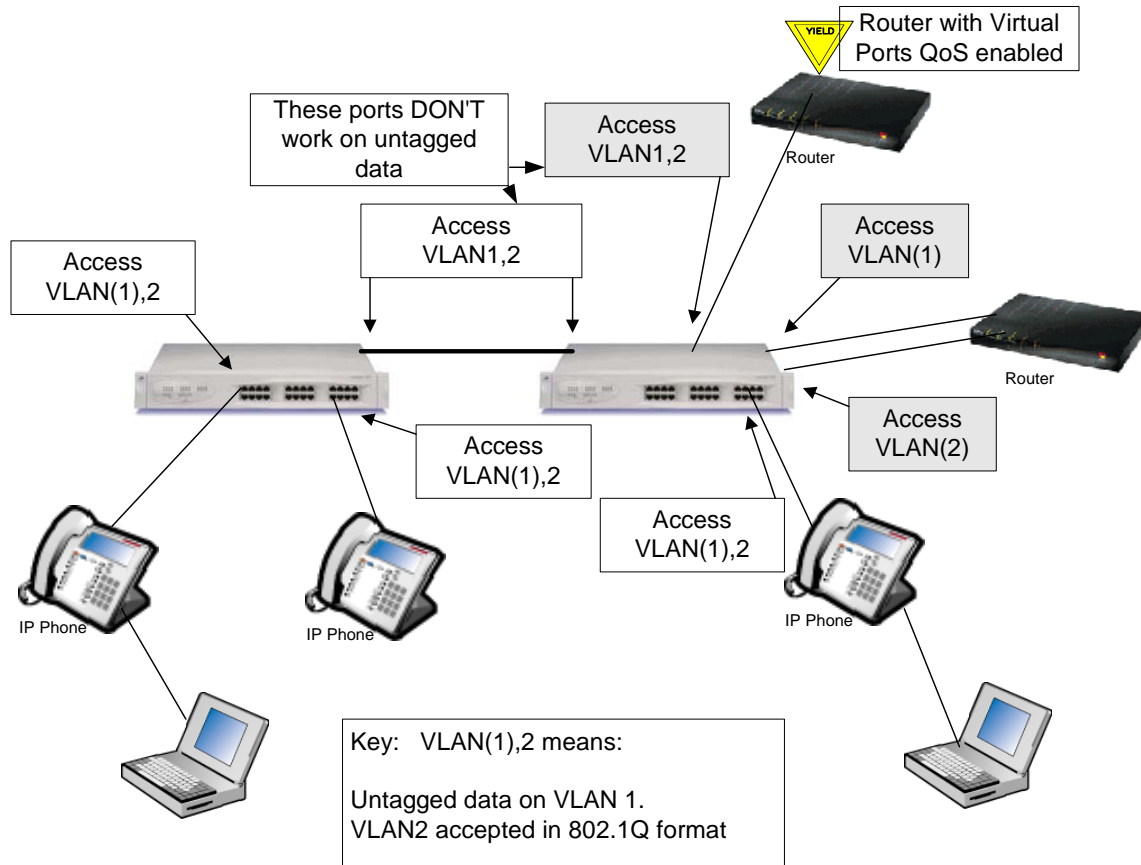 YIELD
Router with Virtual
Ports QoS enabled
These ports DON'T
work on untagged
data
Access
VLAN1,2
Router
Access
VLAN1,2
Access
VLAN(1)
Access
VLAN(1),2
Router
Access
VLAN(2)
Access
VLAN(1),2
Access
VLAN(1),2
IP Phone
IP Phone
IP Phone
Key: VLAN(1),2 means:
Untagged data on VLAN 1.
VLAN2 accepted in 802.1Q format